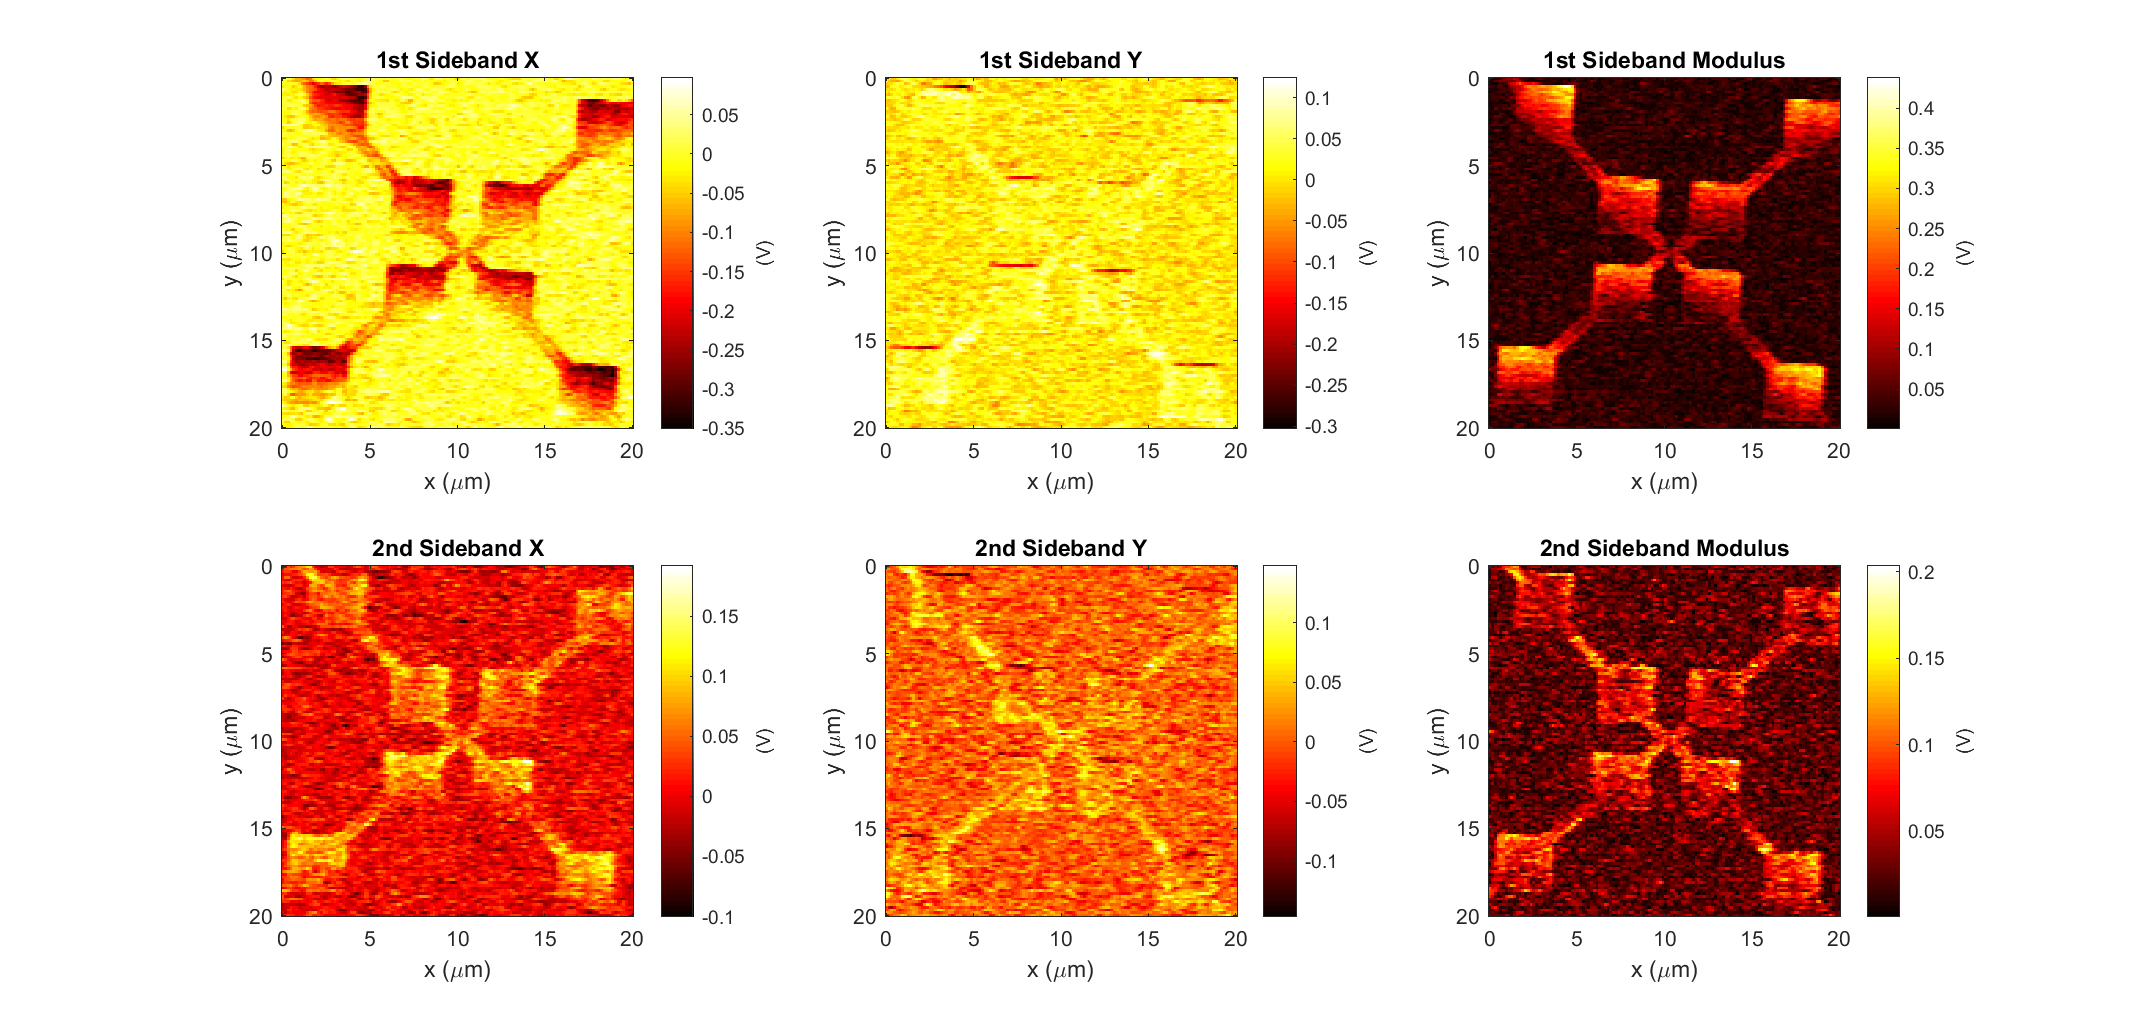 1st Sideband X
0
5
10
15
20
0 5 10 15 20
y (μm)
x (μm)
0.05
0
-0.05
-0.1
-0.15
-0.2
-0.25
-0.3
-0.35
(V)
1st Sideband Y
0
5
10
15
20
0 5 10 15 20
y (μm)
x (μm)
0.1
0.05
0
-0.05
-0.1
-0.15
-0.2
-0.25
-0.3
(V)
1st Sideband Modulus
0
5
10
15
20
0 5 10 15 20
y (μm)
x (μm)
0.4
0.35
0.3
0.25
0.2
0.15
0.1
0.05
(V)
2nd Sideband X
0
5
10
15
20
0 5 10 15 20
y (μm)
x (μm)
0.15
0.1
0.05
0
-0.05
-0.1
(V)
2nd Sideband Y
0
5
10
15
20
0 5 10 15 20
y (μm)
x (μm)
0.1
0.05
0
-0.05
-0.1
(V)
2nd Sideband Modulus
0
5
10
15
20
0 5 10 15 20
y (μm)
x (μm)
0.2
0.15
0.1
0.05
(V)